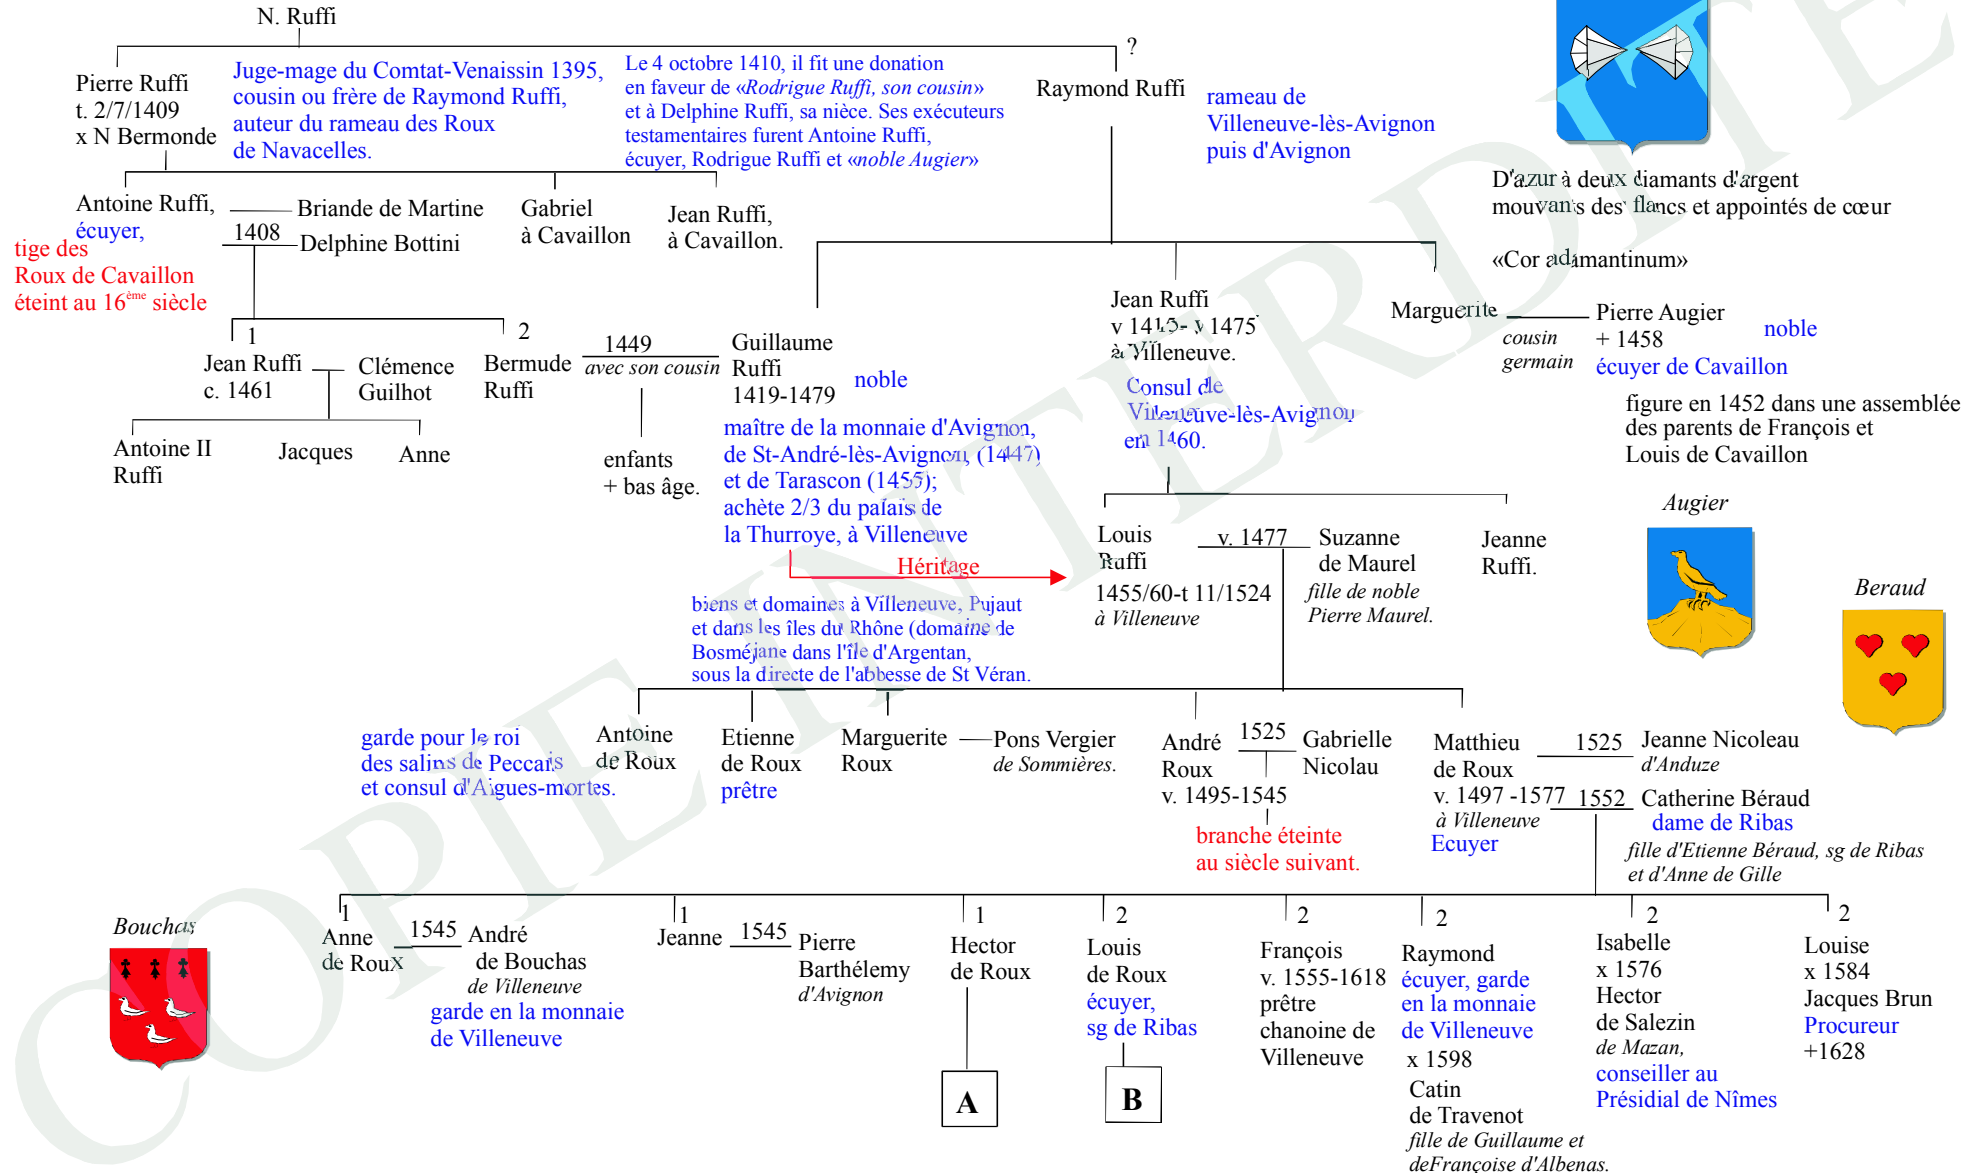 N. Ruffi
?
Pierre Ruffi
t. 2/7/1409
x N Bermonde
Juge-mage du Comtat-Venaissin 1395,
cousin ou frère de Raymond Ruffi,
auteur du rameau des Roux
de Navacelles.
Le 4 octobre 1410, il fit une donation
en faveur de «Rodrigue Ruffi, son cousin»
et à Delphine Ruffi, sa nièce. Ses exécuteurs
testamentaires furent Antoine Ruffi,
écuyer, Rodrigue Ruffi et «noble Augier»
Raymond Ruffi
rameau de
Villeneuve-lès-Avignon
puis d'Avignon
D'azur à deux diamants d'argent
mouvants des flancs et appointés de cœur
«Cor adamantinum»
Antoine Ruffi,
écuyer,
tige des
Roux de Cavaillon
éteint au 16ème siècle
Briande de Martine
1408
Delphine Bottini
Gabriel
à Cavaillon
Jean Ruffi,
à Cavaillon.
1
Jean Ruffi
c. 1461
Clémence
Guilhot
2
Bermude
Ruffi
1449
avec son cousin
Guillaume
Ruffi
1419-1479
noble
maître de la monnaie d'Avignon,
de St-André-lès-Avignon, (1447)
et de Tarascon (1455);
achète 2/3 du palais de
la Thurroye, à Villeneuve
Jean Ruffi
v 1415- v 1475
à Villeneuve.
Consul de
Villeneuve-lès-Avignon
en 1460.
Marguerite
cousin
germain
Pierre Augier
+ 1458
noble
écuyer de Cavaillon
figure en 1452 dans une assemblée
des parents de François et
Louis de Cavaillon
Antoine II
Ruffi
Jacques
Anne
enfants
+ bas âge.
Héritage
biens et domaines à Villeneuve, Pujaut
et dans les îles du Rhône (domaine de
Bosméjane dans l'île d'Argentan,
sous la directe de l'abbesse de St Véran.
Louis
Ruffi
1455/60-t 11/1524
à Villeneuve
v. 1477
Suzanne
de Maurel
fille de noble
Pierre Maurel.
Jeanne
Ruffi.
Augier
Beraud
garde pour le roi
des salins de Peccais
et consul d'Aigues-mortes.
Antoine
de Roux
Etienne
de Roux
prêtre
Marguerite
Roux
Pons Vergier
de Sommières.
André
Roux
v. 1495-1545
1525
Gabrielle
Nicolau
branche éteinte
au siècle suivant.
Matthieu
de Roux
v. 1497 -1577
à Villeneuve
Ecuyer
1525
Jeanne Nicoleau
d'Anduze
1552
Catherine Béraud
dame de Ribas
fille d'Etienne Béraud, sg de Ribas
et d'Anne de Gille
Bouchas
1
Anne
de Roux
1545
André
de Bouchas
de Villeneuve
garde en la monnaie
de Villeneuve
1
Jeanne
1545
Pierre
Barthélemy
d'Avignon
1
Hector
de Roux
A
2
Louis
de Roux
écuyer,
sg de Ribas
B
2
François
v. 1555-1618
prêtre
chanoine de
Villeneuve
2
Raymond
écuyer, garde
en la monnaie
de Villeneuve
x 1598
Catin
de Travenot
fille de Guillaume et
deFrançoise d'Albenas.
2
Isabelle
x 1576
Hector
de Salezin
de Mazan,
conseiller au
Présidial de Nîmes
2
Louise
x 1584
Jacques Brun
Procureur
+1628
COPIE INTERDITE